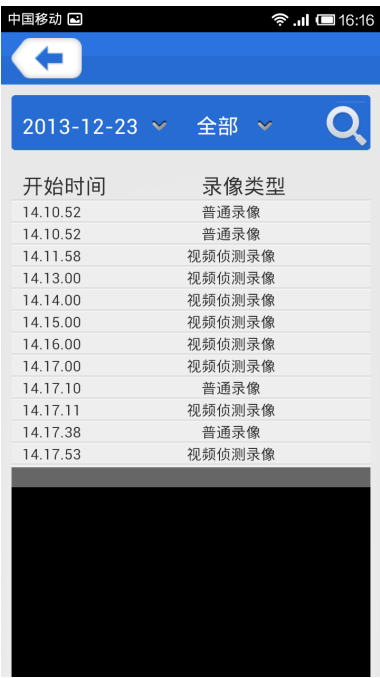 中国移动 16:16
2013-12-23 全部
开始时间 录像类型
14.10.52 普通录像
14.10.52 普通录像
14.11.58 视频侦测录像
14.13.00 视频侦测录像
14.14.00 视频侦测录像
14.15.00 视频侦测录像
14.16.00 视频侦测录像
14.17.00 视频侦测录像
14.17.10 普通录像
14.17.11 视频侦测录像
14.17.38 普通录像
14.17.53 视频侦测录像